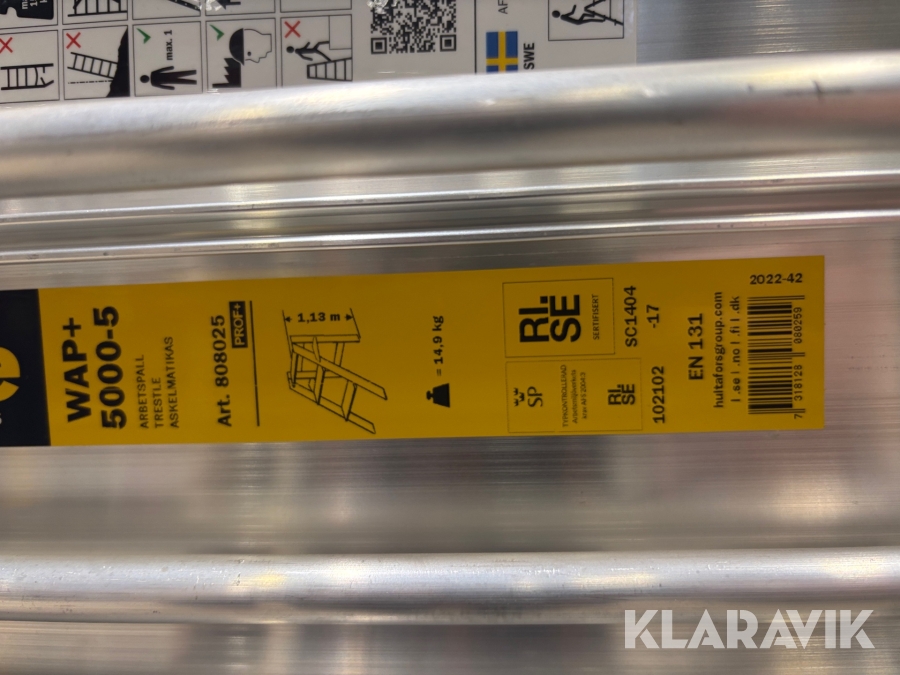 max. 1
SWE
WAP+
5000-5
ARBETSPALL
TRESTLE
ASKELMATIKAS
Art. 808025
PROF+
1,13 m
= 14,9 kg
RI.
SE
SERTIFISERT
SP
TYPKONTROLLERAD
RI.
SE
SC1404
-17
102102
EN 131
hultaforsgroup.com
|.se|.no|.fi|.dk
2022-42
7 318128 080259
KLARAVIK